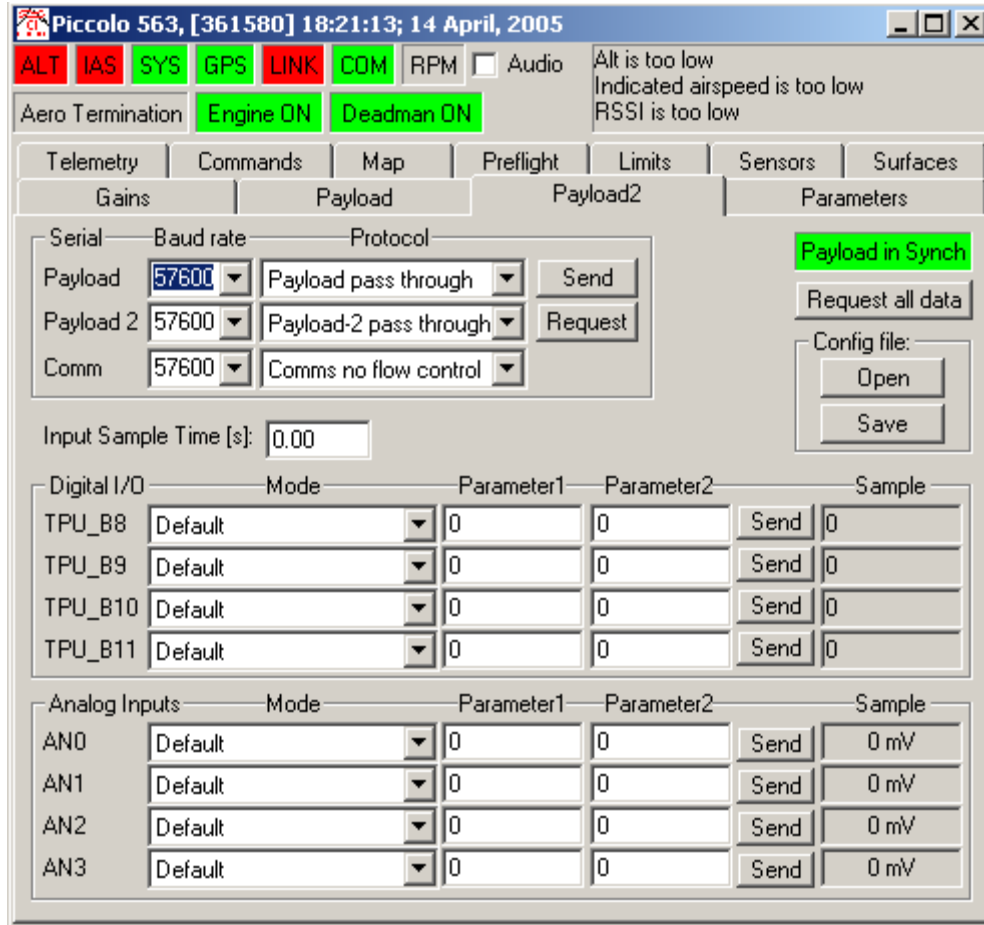 Piccolo 563, [361580] 18:21:13; 14 April, 2005
ALT IAS SYS GPS LINK COM RPM Audio
Alt is too low
Indicated airspeed is too low
RSSI is too low
Aero Termination Engine ON Deadman ON
Telemetry Commands Map Preflight Limits Sensors Surfaces
Gains Payload Payload2 Parameters
Serial Baud rate Protocol
Payload 57600 Payload pass through Send
Payload 2 57600 Payload-2 pass through Request
Comm 57600 Comms no flow control
Payload in Synch
Request all data
Config file:
Open
Save
Input Sample Time [s]: 0.00
Digital I/O Mode Parameter1 Parameter2 Sample
TPU_B8 Default 0 0 Send 0
TPU_B9 Default 0 0 Send 0
TPU_B10 Default 0 0 Send 0
TPU_B11 Default 0 0 Send 0
Analog Inputs Mode Parameter1 Parameter2 Sample
AN0 Default 0 0 Send 0 mV
AN1 Default 0 0 Send 0 mV
AN2 Default 0 0 Send 0 mV
AN3 Default 0 0 Send 0 mV